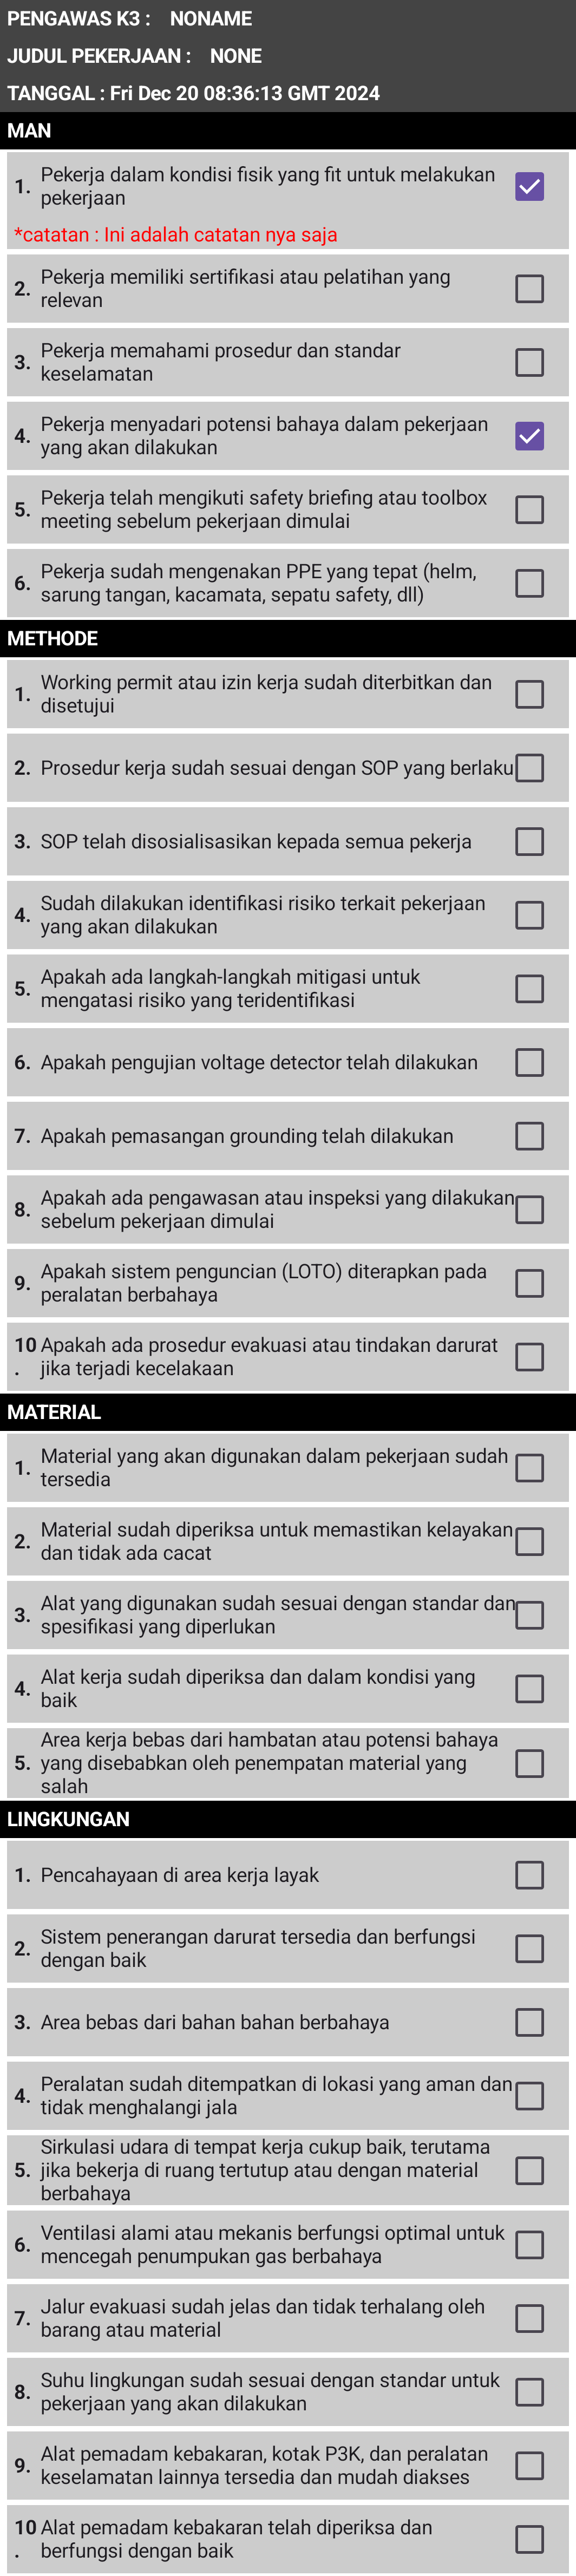 PENGAWAS K3 : NONAME
JUDUL PEKERJAAN : NONE
TANGGAL : Fri Dec 20 08:36:13 GMT 2024
MAN
1. Pekerja dalam kondisi fisik yang fit untuk melakukan
pekerjaan
*catatan : Ini adalah catatan nya saja
2. Pekerja memiliki sertifikasi atau pelatihan yang
relevan
3. Pekerja memahami prosedur dan standar
keselamatan
4. Pekerja menyadari potensi bahaya dalam pekerjaan
yang akan dilakukan
5. Pekerja telah mengikuti safety briefing atau toolbox
meeting sebelum pekerjaan dimulai
6. Pekerja sudah mengenakan PPE yang tepat (helm,
sarung tangan, kacamata, sepatu safety, dll)
METHODE
1. Working permit atau izin kerja sudah diterbitkan dan
disetujui
2. Prosedur kerja sudah sesuai dengan SOP yang berlaku
3. SOP telah disosialisasikan kepada semua pekerja
4. Sudah dilakukan identifikasi risiko terkait pekerjaan
yang akan dilakukan
5. Apakah ada langkah-langkah mitigasi untuk
mengatasi risiko yang teridentifikasi
6. Apakah pengujian voltage detector telah dilakukan
7. Apakah pemasangan grounding telah dilakukan
8. Apakah ada pengawasan atau inspeksi yang dilakukan
sebelum pekerjaan dimulai
9. Apakah sistem penguncian (LOTO) diterapkan pada
peralatan berbahaya
10 Apakah ada prosedur evakuasi atau tindakan darurat
. jika terjadi kecelakaan
MATERIAL
1. Material yang akan digunakan dalam pekerjaan sudah
tersedia
2. Material sudah diperiksa untuk memastikan kelayakan
dan tidak ada cacat
3. Alat yang digunakan sudah sesuai dengan standar dan
spesifikasi yang diperlukan
4. Alat kerja sudah diperiksa dan dalam kondisi yang
baik
Area kerja bebas dari hambatan atau potensi bahaya
5. yang disebabkan oleh penempatan material yang
salah
LINGKUNGAN
1. Pencahayaan di area kerja layak
2. Sistem penerangan darurat tersedia dan berfungsi
dengan baik
3. Area bebas dari bahan bahan berbahaya
4. Peralatan sudah ditempatkan di lokasi yang aman dan
tidak menghalangi jala
Sirkulasi udara di tempat kerja cukup baik, terutama
5. jika bekerja di ruang tertutup atau dengan material
berbahaya
6. Ventilasi alami atau mekanis berfungsi optimal untuk
mencegah penumpukan gas berbahaya
7. Jalur evakuasi sudah jelas dan tidak terhalang oleh
barang atau material
8. Suhu lingkungan sudah sesuai dengan standar untuk
pekerjaan yang akan dilakukan
9. Alat pemadam kebakaran, kotak P3K, dan peralatan
keselamatan lainnya tersedia dan mudah diakses
10 Alat pemadam kebakaran telah diperiksa dan
. berfungsi dengan baik